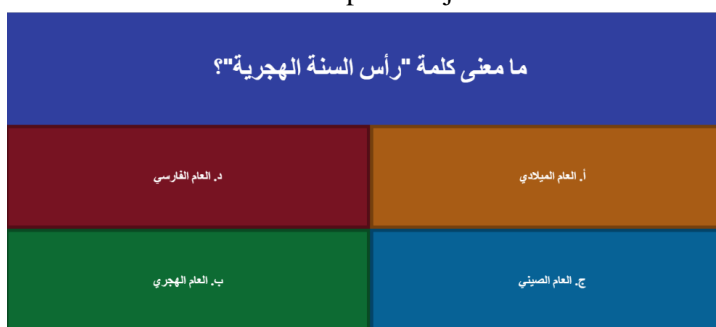 ما معنى كلمة "رأس السنة الهجرية"؟
أ. العام الميلادي
د. العام الفارسي
ج. العام الصيني
ب. العام الهجري